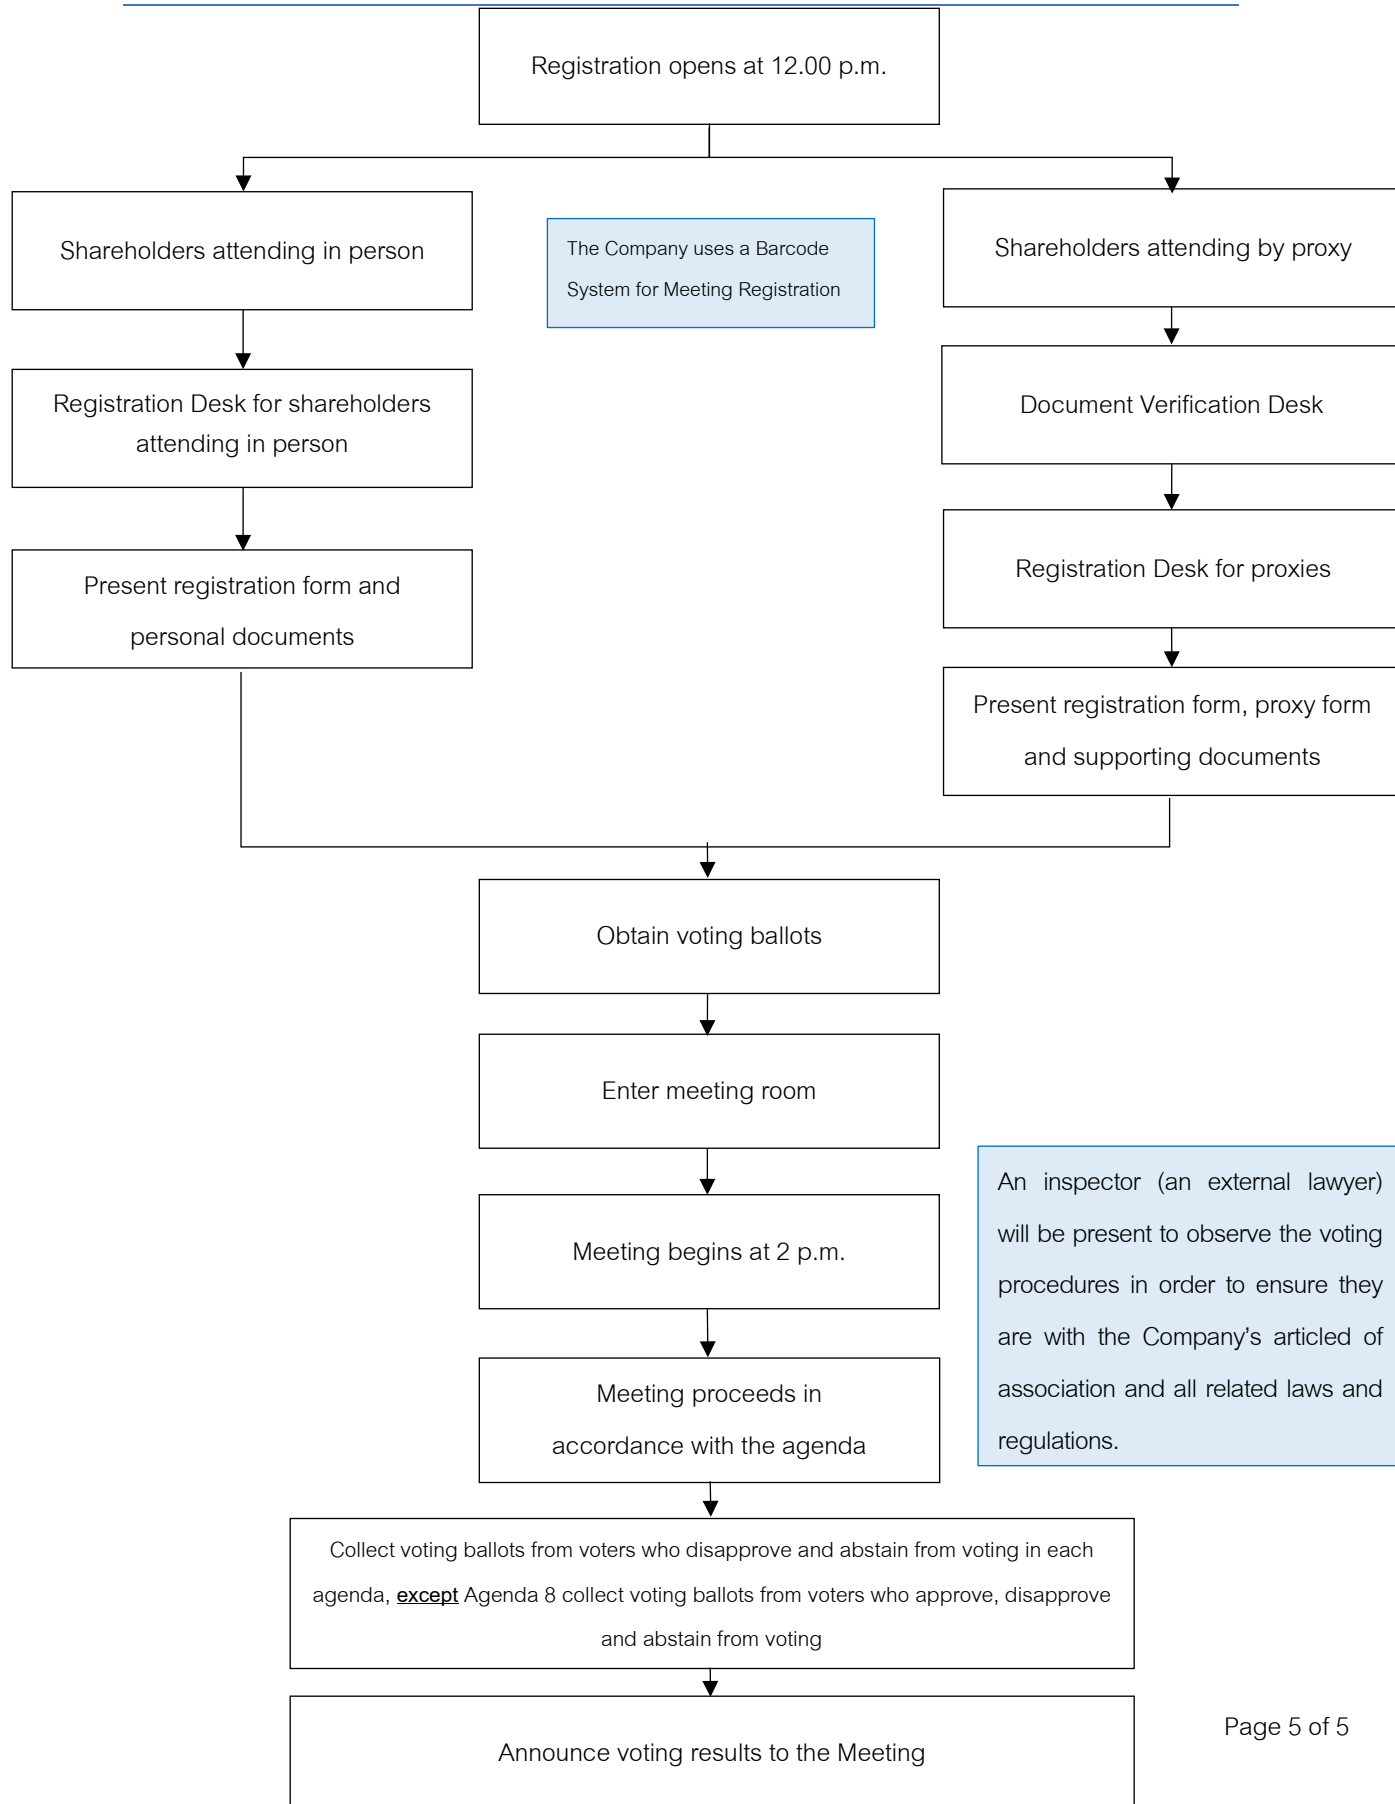 Registration opens at 12.00 p.m.
Shareholders attending in person
The Company uses a Barcode
System for Meeting Registration
Shareholders attending by proxy
Registration Desk for shareholders
attending in person
Document Verification Desk
Present registration form and
personal documents
Registration Desk for proxies
Present registration form, proxy form
and supporting documents
Obtain voting ballots
Enter meeting room
Meeting begins at 2 p.m.
An inspector (an external lawyer)
will be present to observe the voting
procedures in order to ensure they
are with the Company's articled of
association and all related laws and
regulations.
Meeting proceeds in
accordance with the agenda
Collect voting ballots from voters who disapprove and abstain from voting in each
agenda, except Agenda 8 collect voting ballots from voters who approve, disapprove
and abstain from voting
Announce voting results to the Meeting
Page 5 of 5